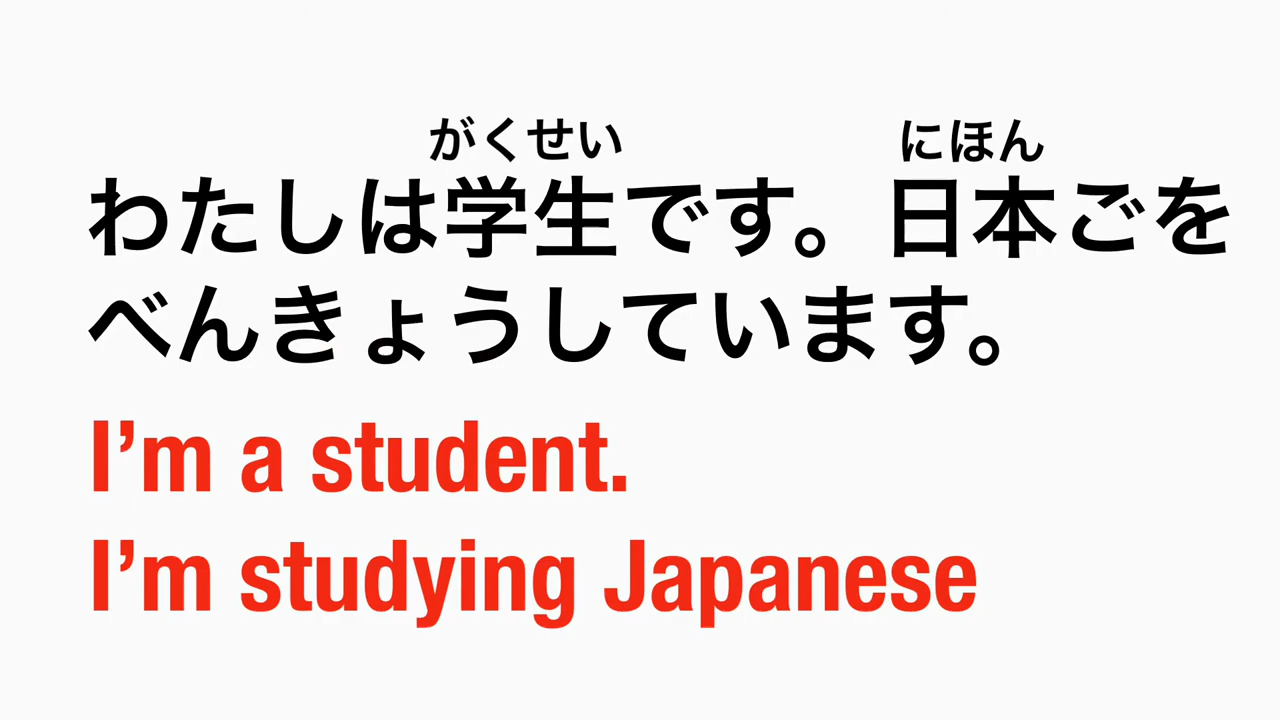 がくせい にほん
わたしは学生です。日本ごを
べんきょうしています。
I’m a student.
I’m studying Japanese